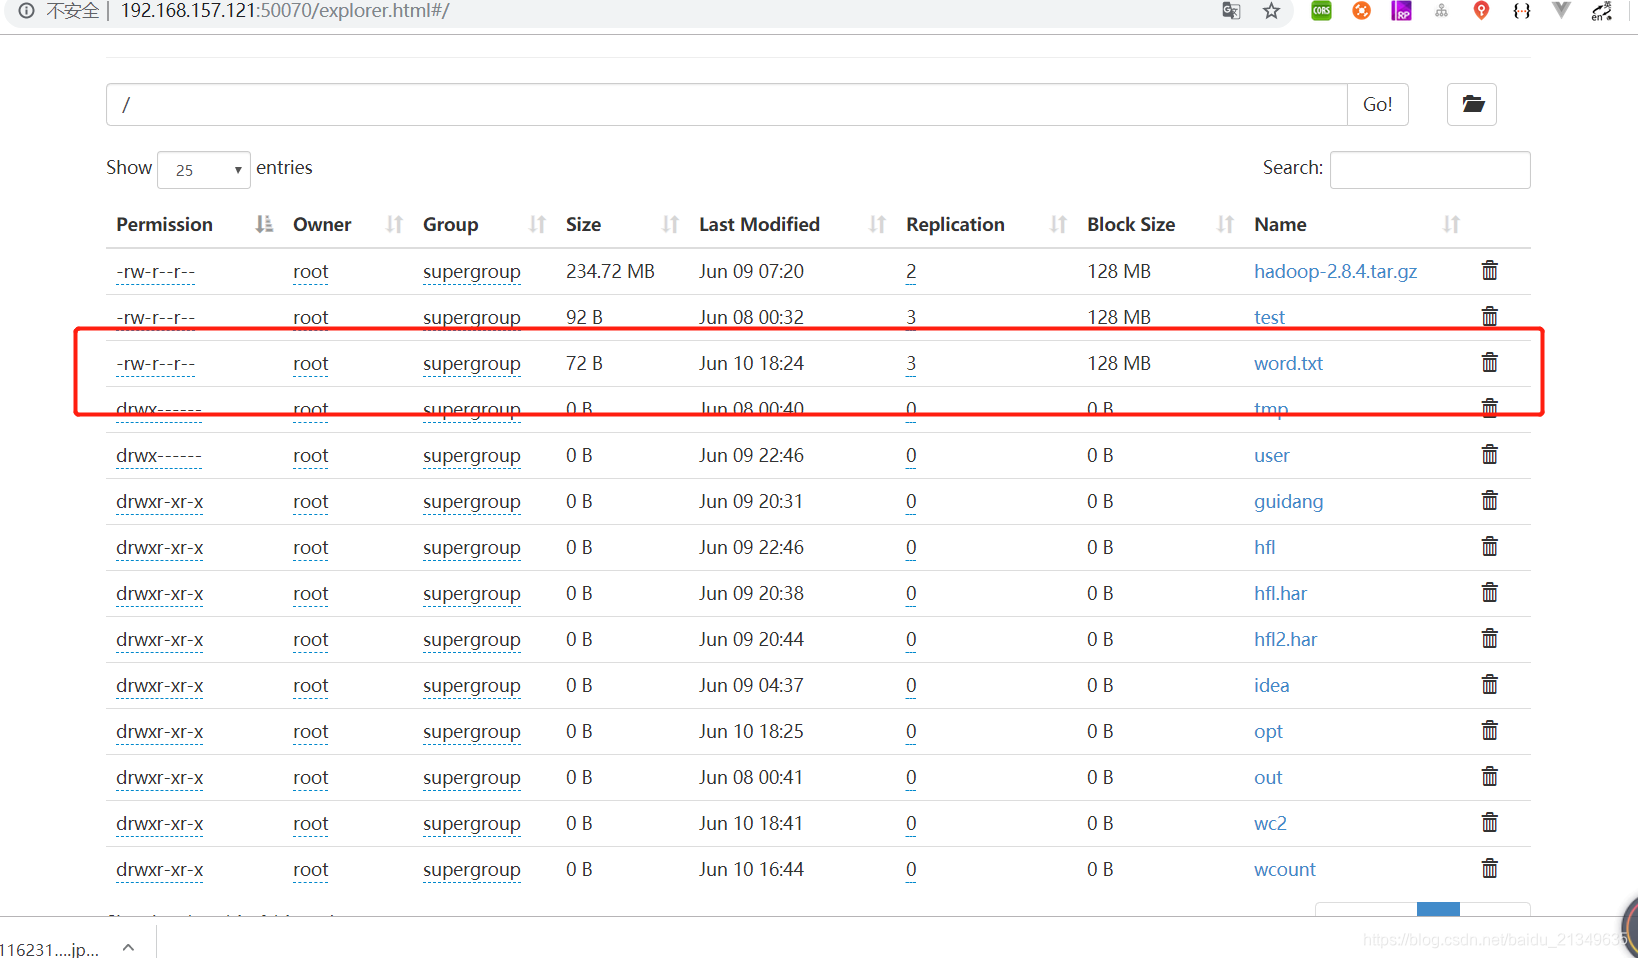 不安全 | 192.168.157.121:50070/explorer.html#/
CORS RP {··} en 英
/ Go!
Show 25 entries Search:
Permission Owner Group Size Last Modified Replication Block Size Name
-rw-r--r-- root supergroup 234.72 MB Jun 09 07:20 2 128 MB hadoop-2.8.4.tar.gz
-rw-r--r-- root supergroup 92 B Jun 08 00:32 3 128 MB test
-rw-r--r-- root supergroup 72 B Jun 10 18:24 3 128 MB word.txt
drwx------ root supergroup 0 B Jun 08 00:40 0 0 B tmp
drwx------ root supergroup 0 B Jun 09 22:46 0 0 B user
drwxr-xr-x root supergroup 0 B Jun 09 20:31 0 0 B guidang
drwxr-xr-x root supergroup 0 B Jun 09 22:46 0 0 B hfl
drwxr-xr-x root supergroup 0 B Jun 09 20:38 0 0 B hfl.har
drwxr-xr-x root supergroup 0 B Jun 09 20:44 0 0 B hfl2.har
drwxr-xr-x root supergroup 0 B Jun 09 04:37 0 0 B idea
drwxr-xr-x root supergroup 0 B Jun 10 18:25 0 0 B opt
drwxr-xr-x root supergroup 0 B Jun 08 00:41 0 0 B out
drwxr-xr-x root supergroup 0 B Jun 10 18:41 0 0 B wc2
drwxr-xr-x root supergroup 0 B Jun 10 16:44 0 0 B wcount
116231....jp...
https://blog.csdn.net/baidu_21349635